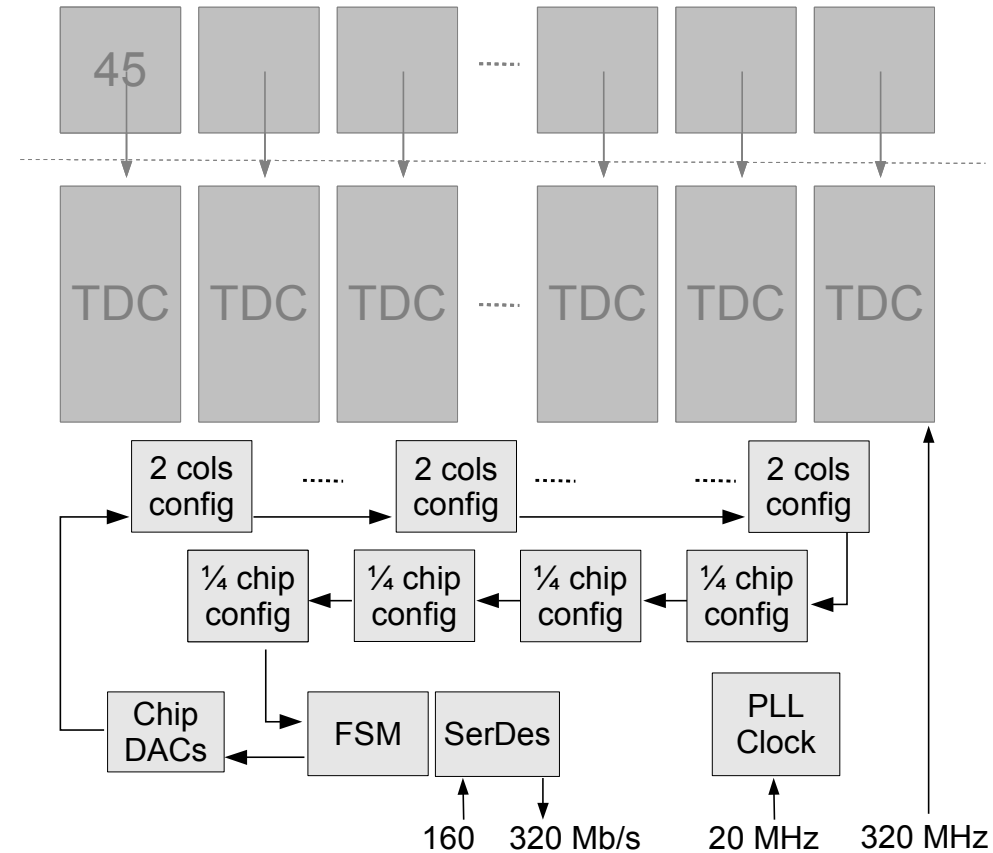 45
TDC TDC TDC TDC TDC TDC
2 cols
config
2 cols
config
2 cols
config
¼ chip
config
¼ chip
config
¼ chip
config
¼ chip
config
Chip
DACs
FSM
SerDes
PLL
Clock
160 320 Mb/s 20 MHz 320 MHz